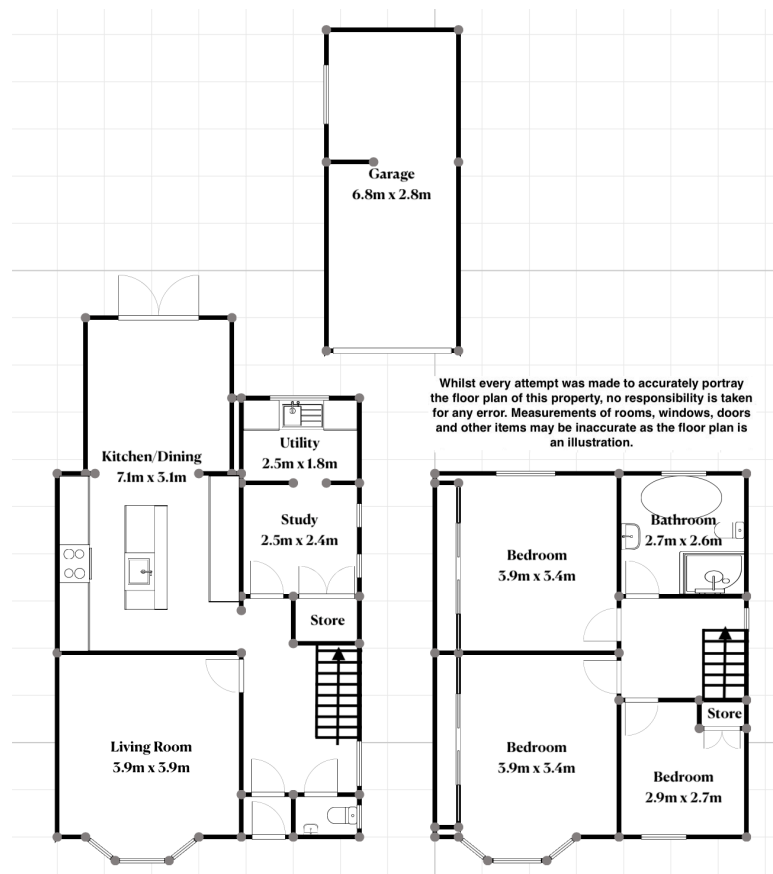 Garage
6.8m x 2.8m
Whilst every attempt was made to accurately portray
the floor plan of this property, no responsibility is taken
for any error. Measurements of rooms, windows, doors
and other items may be inaccurate as the floor plan is
an illustration.
Kitchen/Dining
7.1m x 3.1m
Utility
2.5m x 1.8m
Study
2.5m x 2.4m
Store
Living Room
3.9m x 3.9m
Bedroom
3.9m x 3.4m
Bathroom
2.7m x 2.6m
Bedroom
3.9m x 3.4m
Store
Bedroom
2.9m x 2.7m